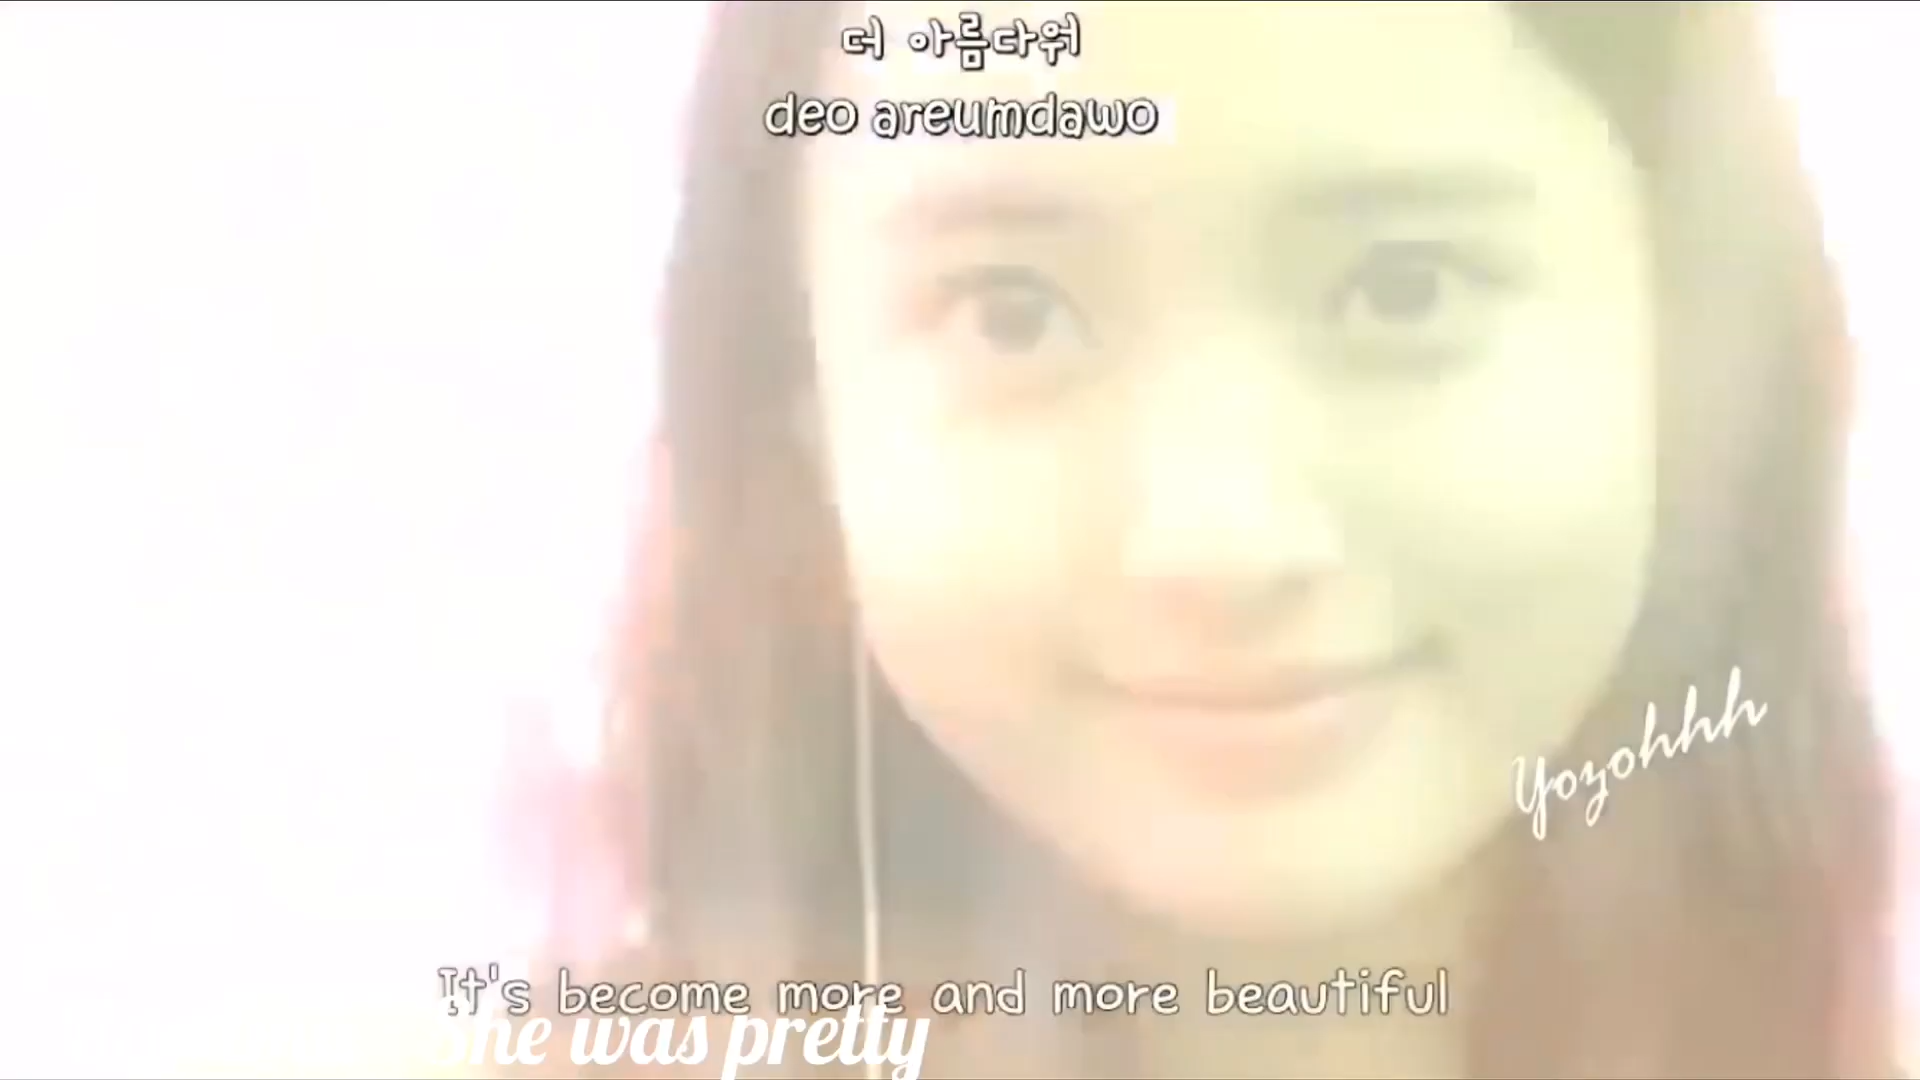 더 아름다워
deo areumdawo
Yoyohhh
It's become more and more beautiful
She was pretty